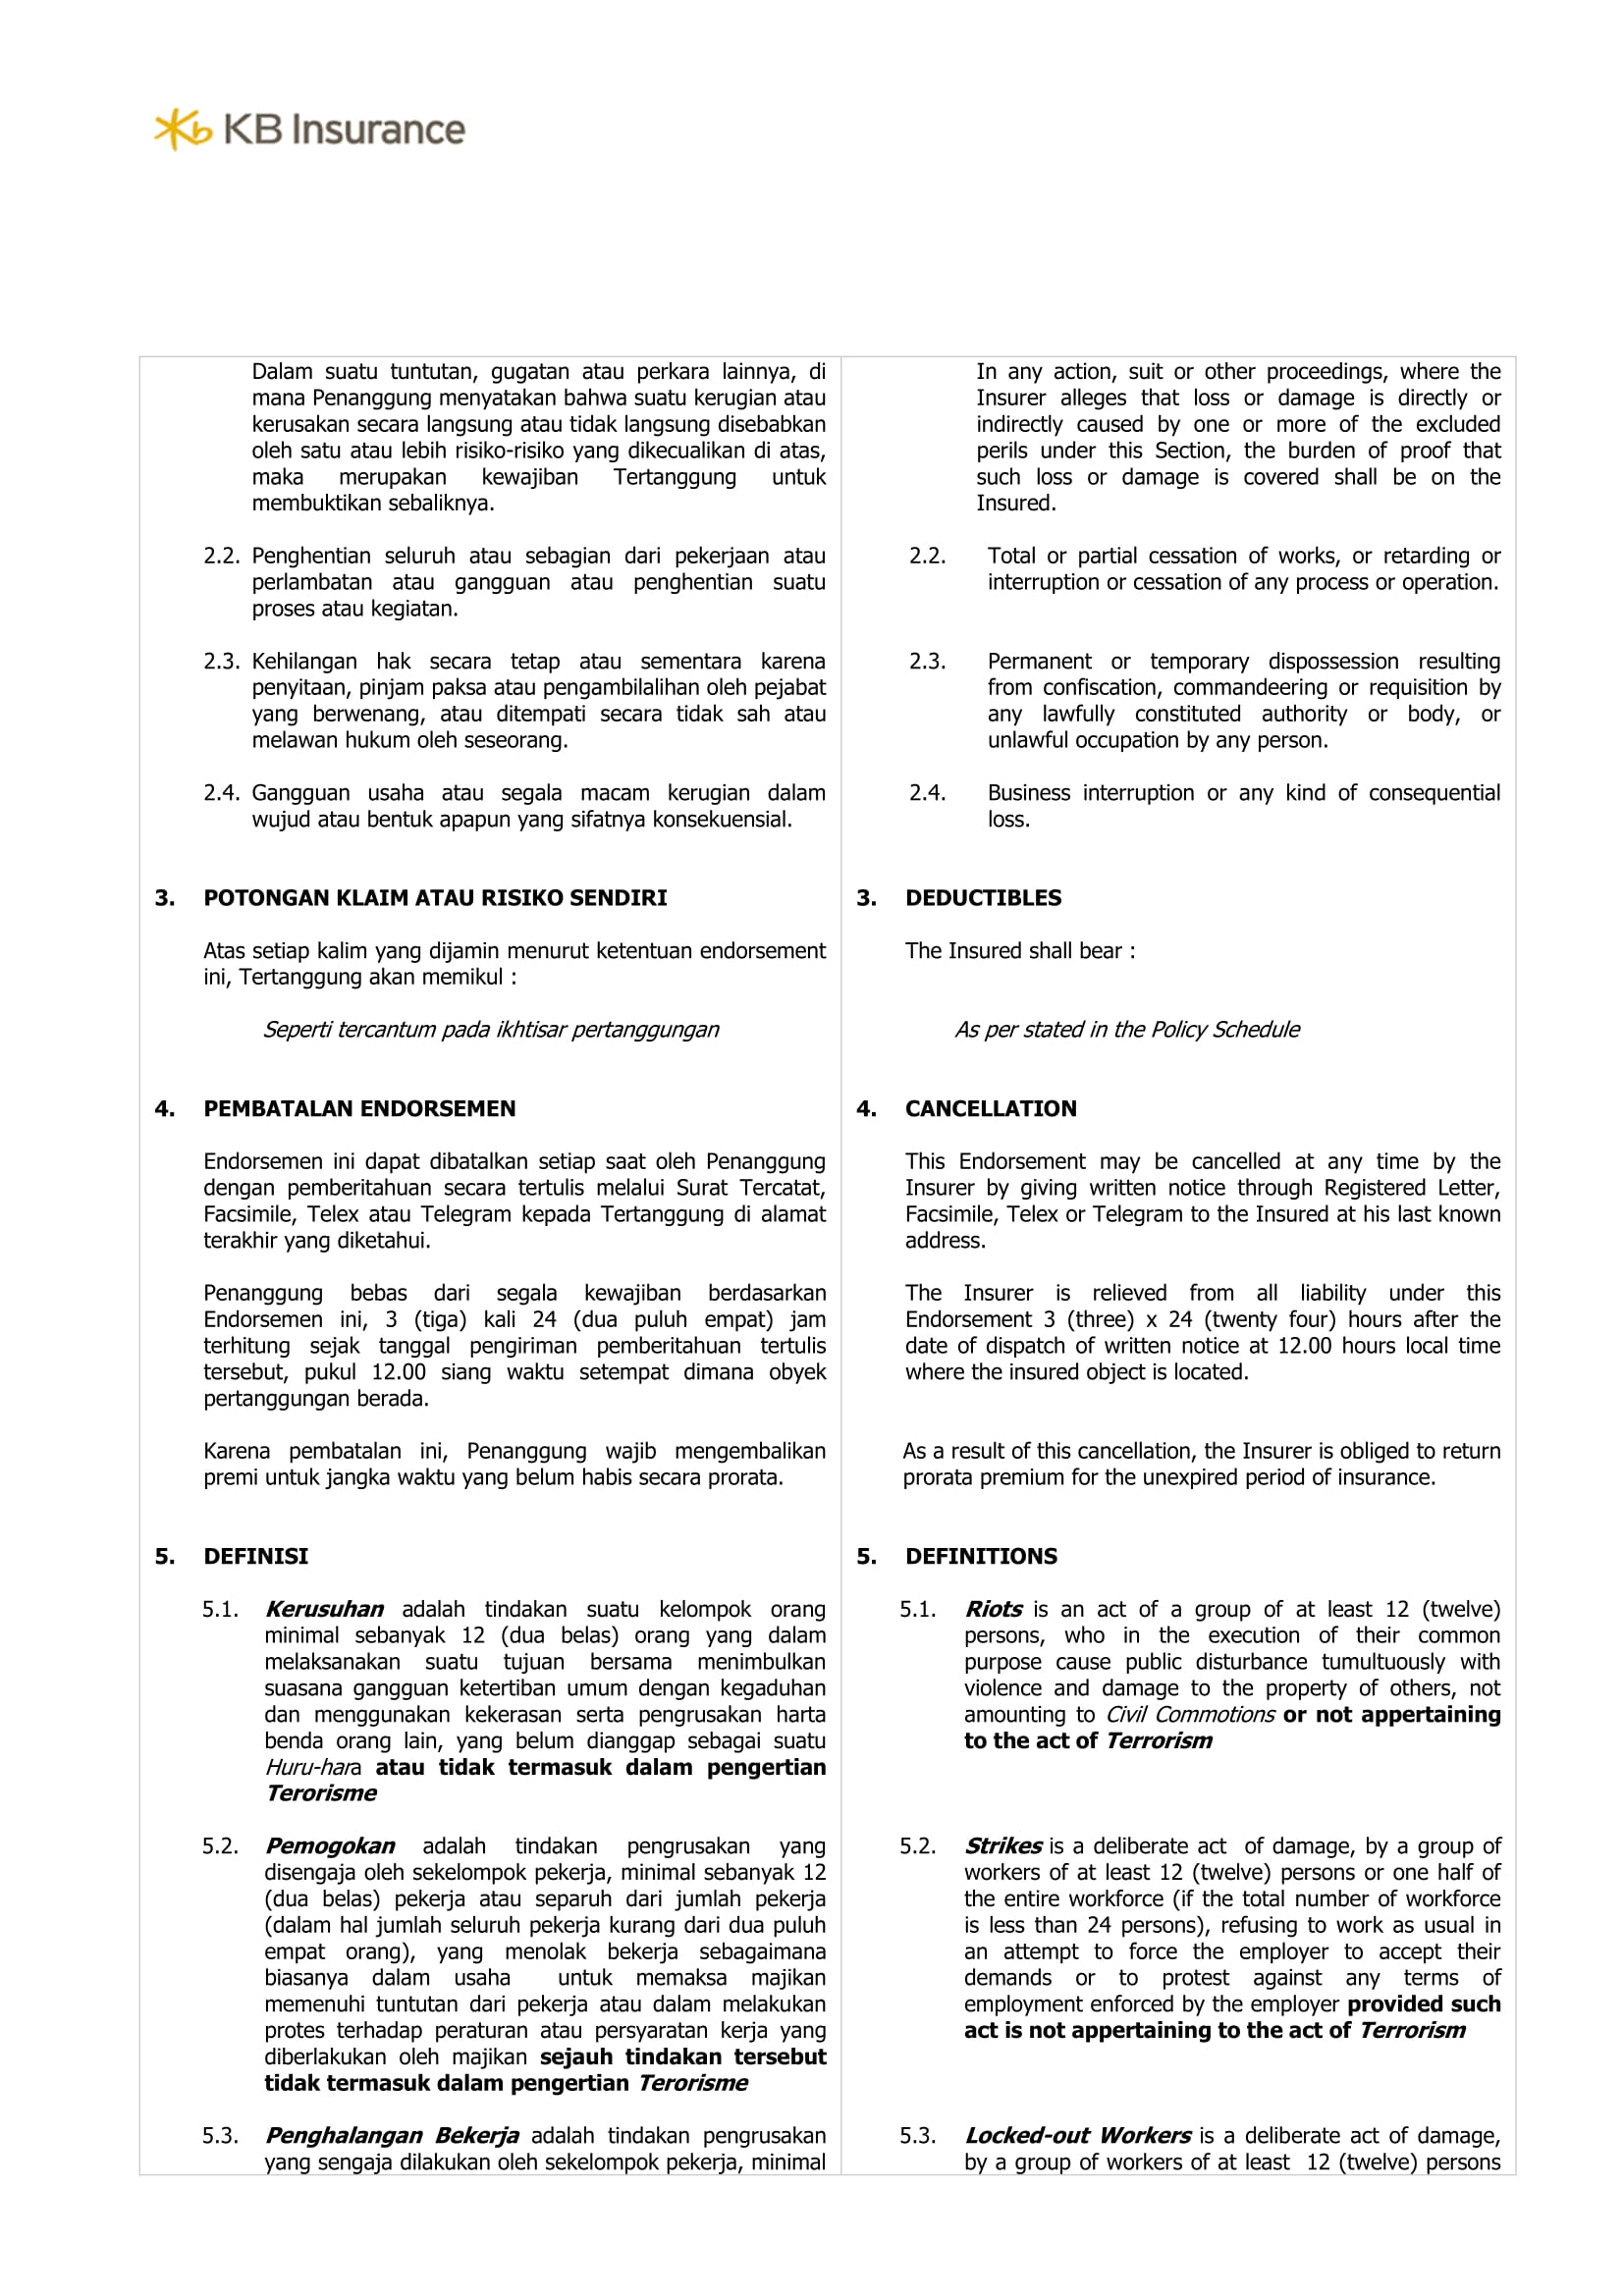 KB Insurance
Dalam suatu tuntutan, gugatan atau perkara lainnya, di
mana Penanggung menyatakan bahwa suatu kerugian atau
kerusakan secara langsung atau tidak langsung disebabkan
oleh satu atau lebih risiko-risiko yang dikecualikan di atas,
maka merupakan kewajiban Tertanggung untuk
membuktikan sebaliknya.
2.2. Penghentian seluruh atau sebagian dari pekerjaan atau
perlambatan atau gangguan atau penghentian suatu
proses atau kegiatan.
2.3. Kehilangan hak secara tetap atau sementara karena
penyitaan, pinjam paksa atau pengambilalihan oleh pejabat
yang berwenang, atau ditempati secara tidak sah atau
melawan hukum oleh seseorang.
2.4. Gangguan usaha atau segala macam kerugian dalam
wujud atau bentuk apapun yang sifatnya konsekuensial.
3. POTONGAN KLAIM ATAU RISIKO SENDIRI
Atas setiap kalim yang dijamin menurut ketentuan endorsement
ini, Tertanggung akan memikul :
Seperti tercantum pada ikhtisar pertanggungan
4. PEMBATALAN ENDORSEMEN
Endorsemen ini dapat dibatalkan setiap saat oleh Penanggung
dengan pemberitahuan secara tertulis melalui Surat Tercatat,
Facsimile, Telex atau Telegram kepada Tertanggung di alamat
terakhir yang diketahui.
Penanggung bebas dari segala kewajiban berdasarkan
Endorsemen ini, 3 (tiga) kali 24 (dua puluh empat) jam
terhitung sejak tanggal pengiriman pemberitahuan tertulis
tersebut, pukul 12.00 siang waktu setempat dimana obyek
pertanggungan berada.
Karena pembatalan ini, Penanggung wajib mengembalikan
premi untuk jangka waktu yang belum habis secara prorata.
5. DEFINISI
5.1. Kerusuhan adalah tindakan suatu kelompok orang
minimal sebanyak 12 (dua belas) orang yang dalam
melaksanakan suatu tujuan bersama menimbulkan
suasana gangguan ketertiban umum dengan kegaduhan
dan menggunakan kekerasan serta pengrusakan harta
benda orang lain, yang belum dianggap sebagai suatu
Huru-hara atau tidak termasuk dalam pengertian
Terorisme
5.2. Pemogokan adalah tindakan pengrusakan yang
disengaja oleh sekelompok pekerja, minimal sebanyak 12
(dua belas) pekerja atau separuh dari jumlah pekerja
(dalam hal jumlah seluruh pekerja kurang dari dua puluh
empat orang), yang menolak bekerja sebagaimana
biasanya dalam usaha untuk memaksa majikan
memenuhi tuntutan dari pekerja atau dalam melakukan
protes terhadap peraturan atau persyaratan kerja yang
diberlakukan oleh majikan sejauh tindakan tersebut
tidak termasuk dalam pengertian Terorisme
5.3. Penghalangan Bekerja adalah tindakan pengrusakan
yang sengaja dilakukan oleh sekelompok pekerja, minimal
In any action, suit or other proceedings, where the
Insurer alleges that loss or damage is directly or
indirectly caused by one or more of the excluded
perils under this Section, the burden of proof that
such loss or damage is covered shall be on the
Insured.
2.2. Total or partial cessation of works, or retarding or
interruption or cessation of any process or operation.
2.3. Permanent or temporary dispossession resulting
from confiscation, commandeering or requisition by
any lawfully constituted authority or body, or
unlawful occupation by any person.
2.4. Business interruption or any kind of consequential
loss.
3. DEDUCTIBLES
The Insured shall bear :
As per stated in the Policy Schedule
4. CANCELLATION
This Endorsement may be cancelled at any time by the
Insurer by giving written notice through Registered Letter,
Facsimile, Telex or Telegram to the Insured at his last known
address.
The Insurer is relieved from all liability under this
Endorsement 3 (three) x 24 (twenty four) hours after the
date of dispatch of written notice at 12.00 hours local time
where the insured object is located.
As a result of this cancellation, the Insurer is obliged to return
prorata premium for the unexpired period of insurance.
5. DEFINITIONS
5.1. Riots is an act of a group of at least 12 (twelve)
persons, who in the execution of their common
purpose cause public disturbance tumultuously with
violence and damage to the property of others, not
amounting to Civil Commotions or not appertaining
to the act of Terrorism
5.2. Strikes is a deliberate act of damage, by a group of
workers of at least 12 (twelve) persons or one half of
the entire workforce (if the total number of workforce
is less than 24 persons), refusing to work as usual in
an attempt to force the employer to accept their
demands or to protest against any terms of
employment enforced by the employer provided such
act is not appertaining to the act of Terrorism
5.3. Locked-out Workers is a deliberate act of damage,
by a group of workers of at least 12 (twelve) persons